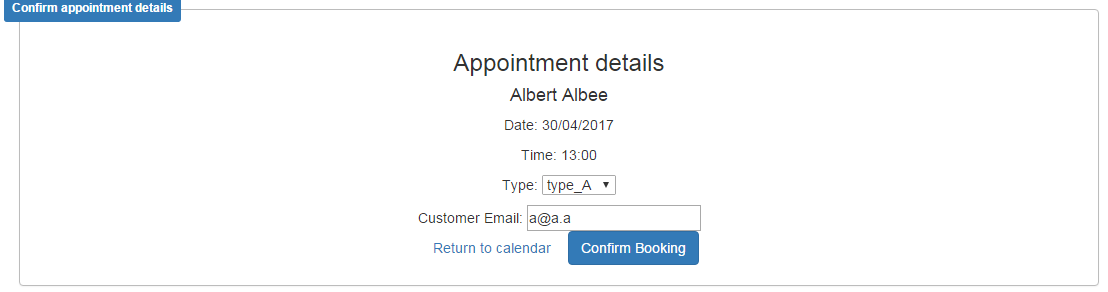 Confirm appointment details
Appointment details
Albert Albee
Date: 30/04/2017
Time: 13:00
Type: type_A
Customer Email: a@a.a
Return to calendar Confirm Booking